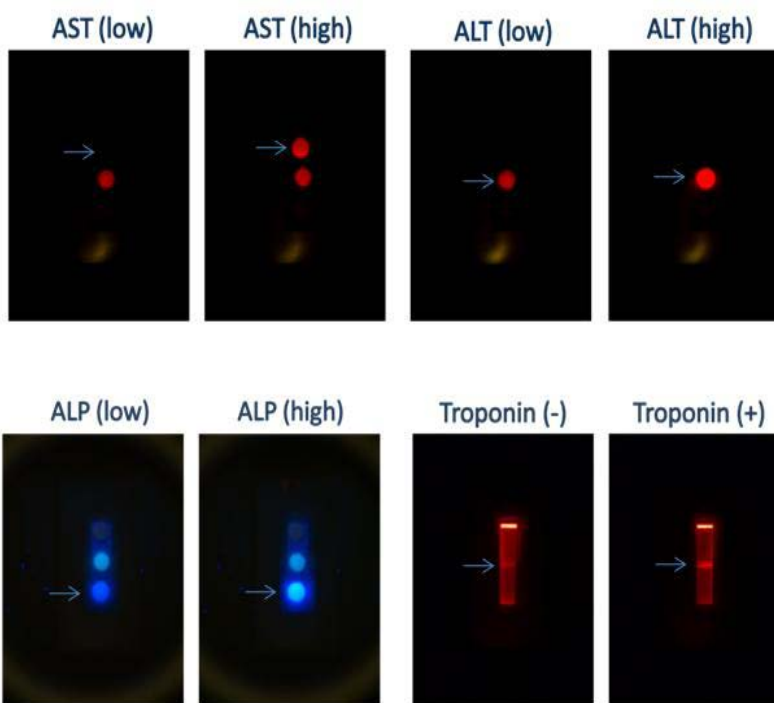 AST (low) AST (high) ALT (low) ALT (high)
ALP (low) ALP (high) Troponin (-) Troponin (+)